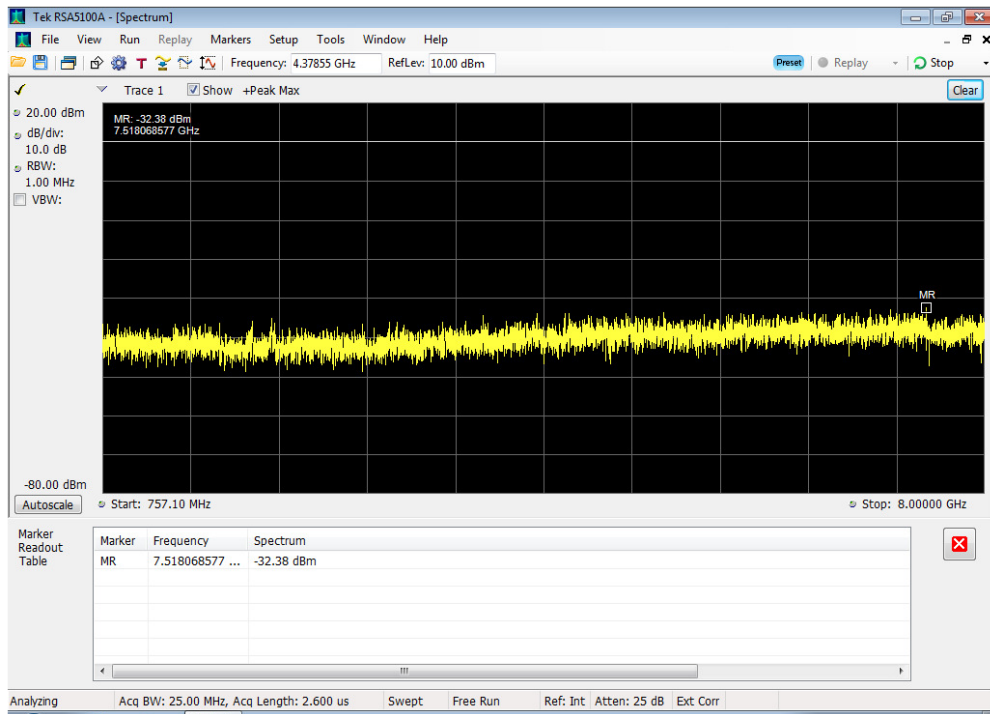 Tek RSA5100A - [Spectrum]
File View Run Replay Markers Setup Tools Window Help
T Frequency: 4.37855 GHz RefLev: 10.00 dBm Preset Replay Stop
Trace 1 Show +Peak Max Clear
20.00 dBm
dB/div:
10.0 dB
RBW:
1.00 MHz
VBW:
MR: -32.38 dBm
7.518068577 GHz
MR
-80.00 dBm
Autoscale Start: 757.10 MHz Stop: 8.00000 GHz
Marker
Readout
Table
Marker Frequency Spectrum
MR 7.518068577 ... -32.38 dBm
Analyzing Acq BW: 25.00 MHz, Acq Length: 2.600 us Swept Free Run Ref: Int Atten: 25 dB Ext Corr